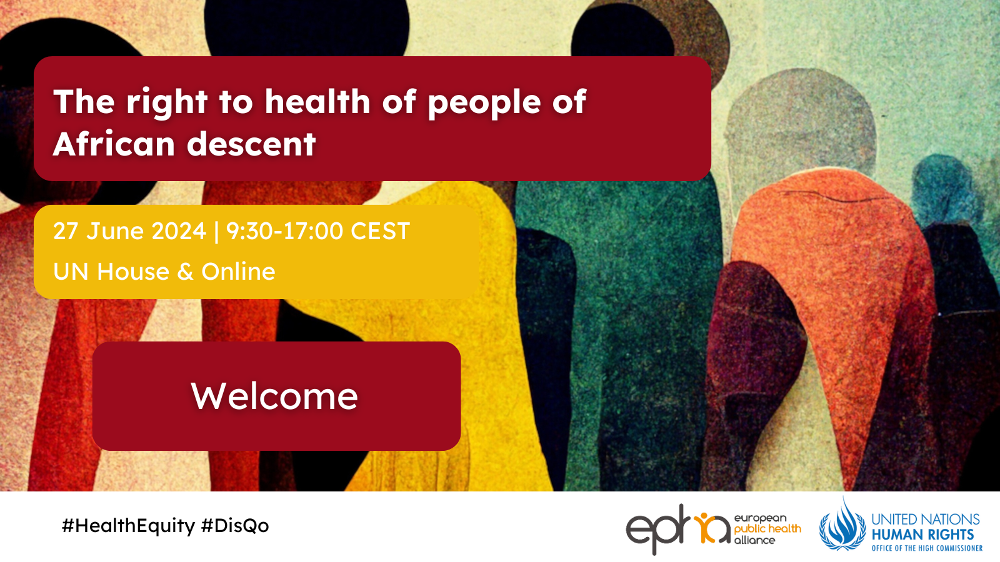 The right to health of people of
African descent
27 June 2024 | 9:30-17:00 CEST
UN House & Online
Welcome
#HealthEquity #DisQo
epha
european
public health
alliance
UNITED NATIONS
HUMAN RIGHTS
OFFICE OF THE HIGH COMMISSIONER